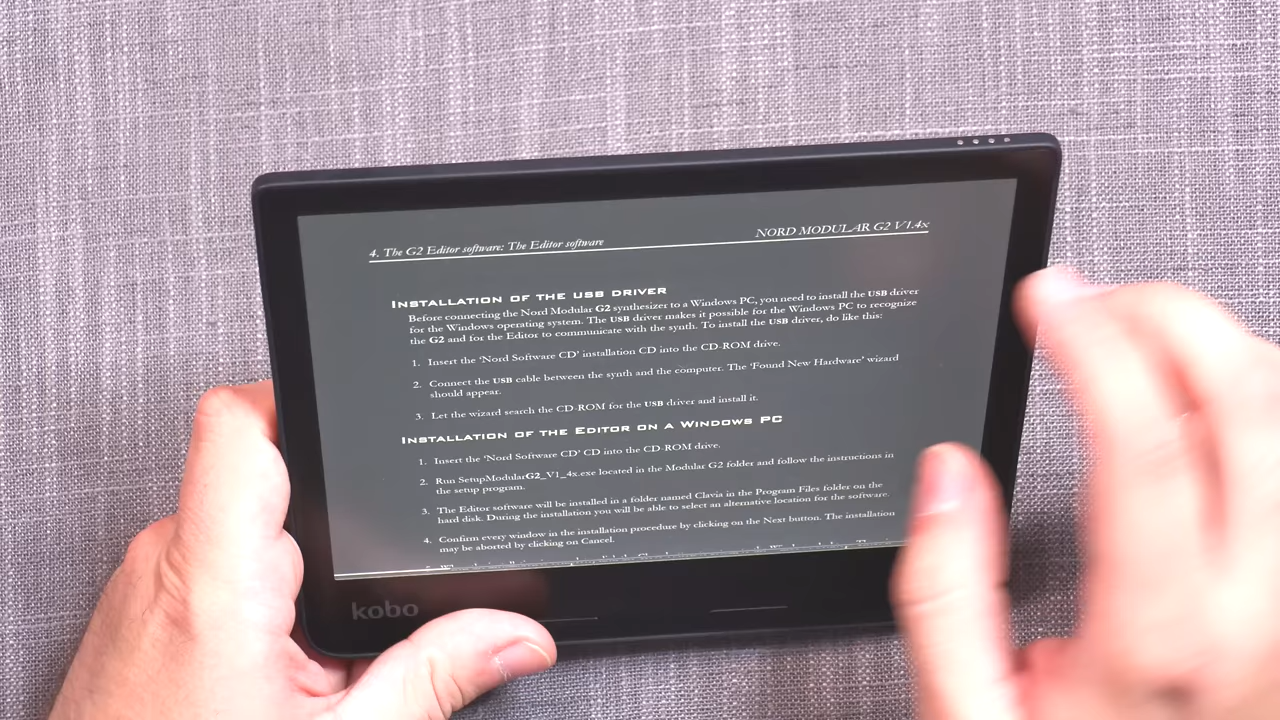 4. The G2 Editor software: The Editor software
NORD MODULAR G2 V1.4x
INSTALLATION OF THE USB DRIVER
Before connecting the Nord Modular G2 synthesizer to a Windows PC, you need to install the USB driver
for the Windows operating system. The USB driver makes it possible for the Windows PC to recognize
the G2 and for the Editor to communicate with the synth. To install the USB driver, do like this:
1. Insert the ‘Nord Software CD’ installation CD into the CD-ROM drive.
2. Connect the USB cable between the synth and the computer. The ‘Found New Hardware’ wizard
should appear.
3. Let the wizard search the CD-ROM for the USB driver and install it.
INSTALLATION OF THE EDITOR ON A WINDOWS PC
1. Insert the ‘Nord Software CD’ CD into the CD-ROM drive.
2. Run SetupModularG2_V1_4x.exe located in the Modular G2 folder and follow the instructions in
the setup program.
3. The Editor software will be installed in a folder named Clavia in the Program Files folder on the
hard disk. During the installation you will be able to select an alternative location for the software.
4. Confirm every window in the installation procedure by clicking on the Next button. The installation
may be aborted by clicking on Cancel.
kobo